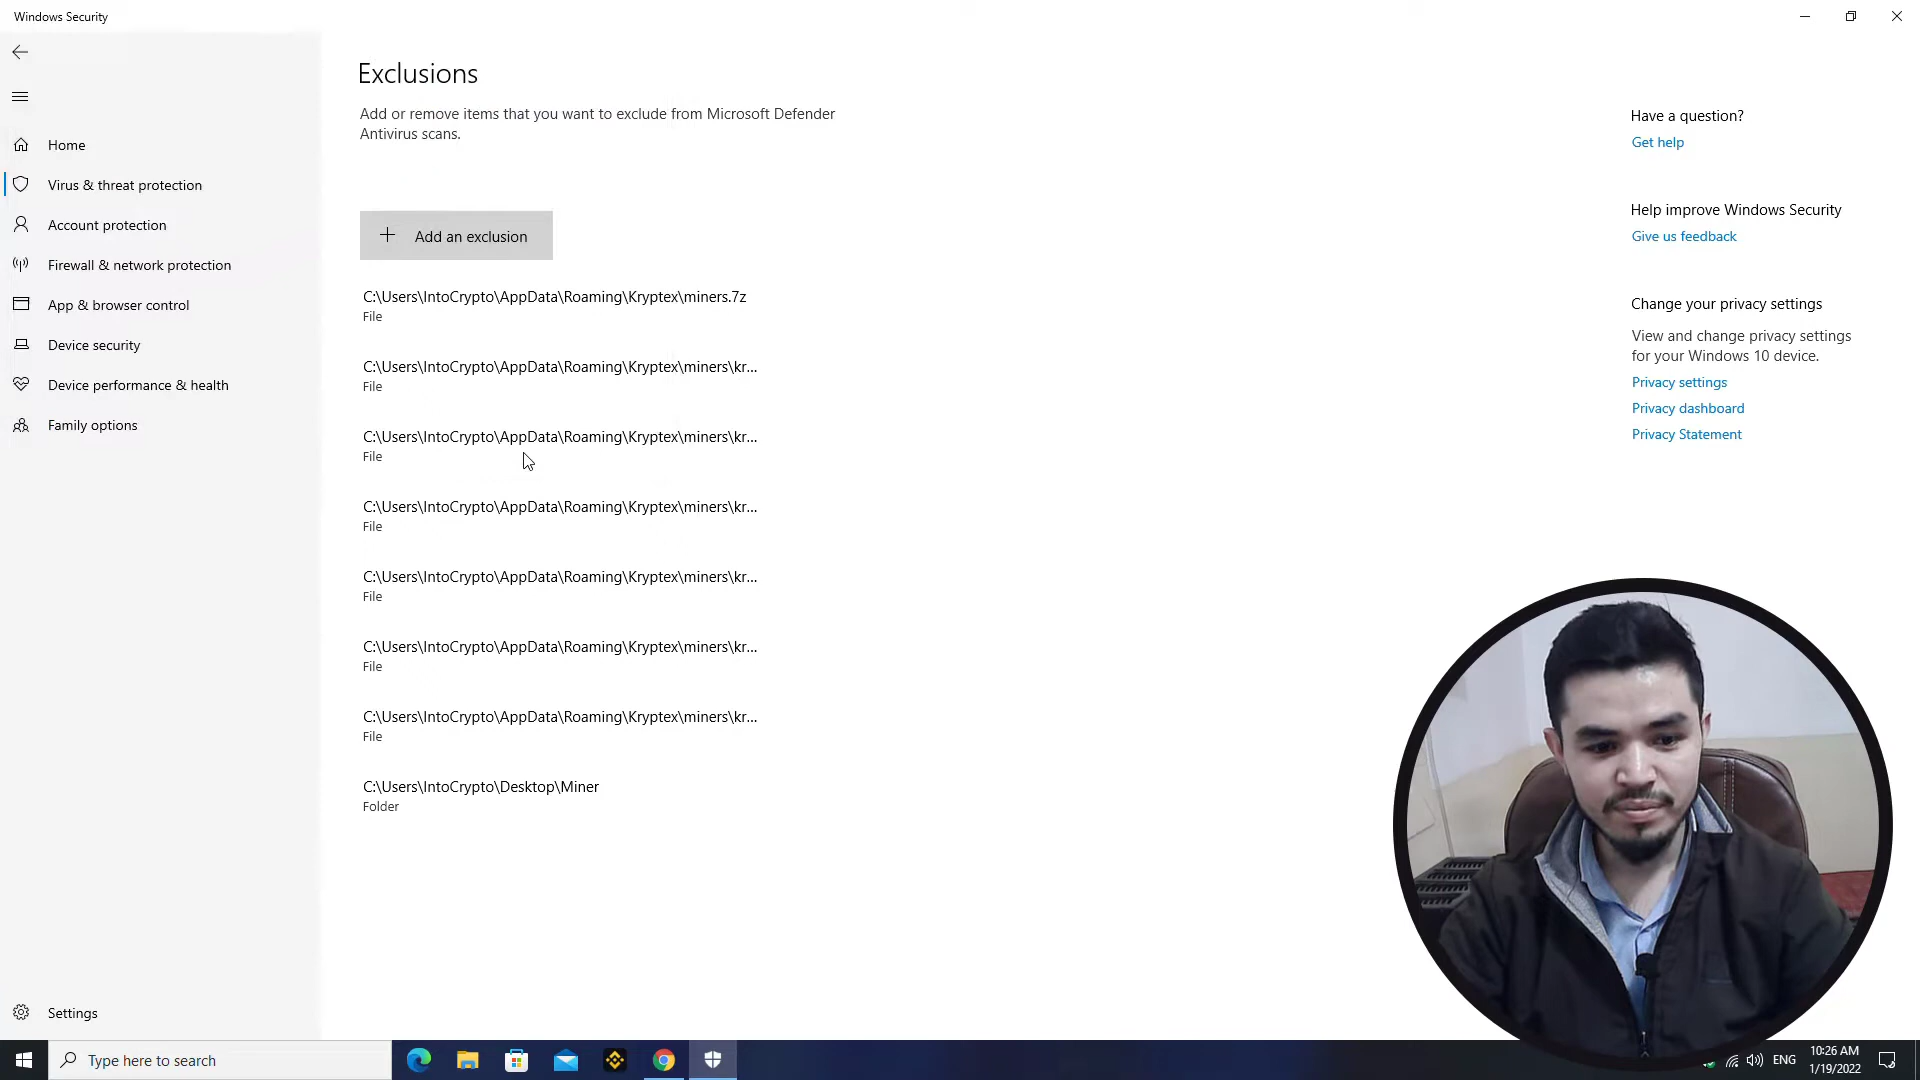 Windows Security
Home
Virus & threat protection
Account protection
Firewall & network protection
App & browser control
Device security
Device performance & health
Family options
Settings
Exclusions
Add or remove items that you want to exclude from Microsoft Defender
Antivirus scans.
Add an exclusion
C:\Users\IntoCrypto\AppData\Roaming\Kryptex\miners.7z
File
C:\Users\IntoCrypto\AppData\Roaming\Kryptex\miners\kr...
File
C:\Users\IntoCrypto\AppData\Roaming\Kryptex\miners\kr...
File
C:\Users\IntoCrypto\AppData\Roaming\Kryptex\miners\kr...
File
C:\Users\IntoCrypto\AppData\Roaming\Kryptex\miners\kr...
File
C:\Users\IntoCrypto\AppData\Roaming\Kryptex\miners\kr...
File
C:\Users\IntoCrypto\AppData\Roaming\Kryptex\miners\kr...
File
C:\Users\IntoCrypto\Desktop\Miner
Folder
Have a question?
Get help
Help improve Windows Security
Give us feedback
Change your privacy settings
View and change privacy settings
for your Windows 10 device.
Privacy settings
Privacy dashboard
Privacy Statement
Type here to search
ENG
10:26 AM
1/19/2022